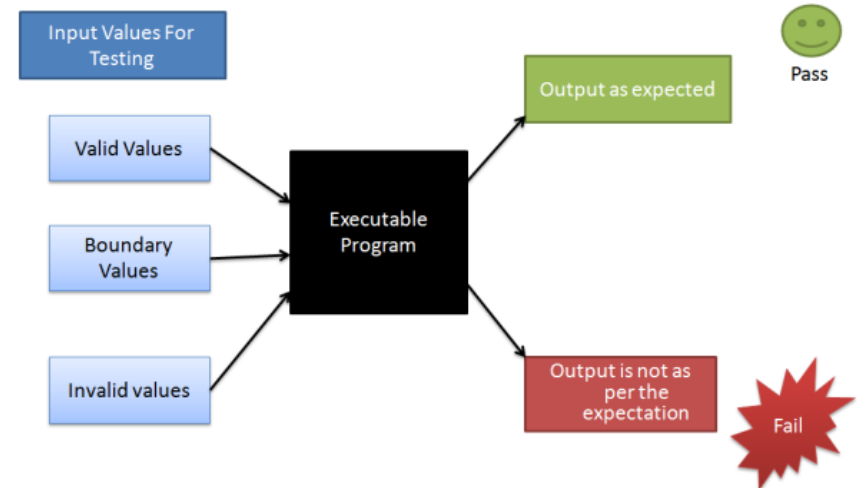 Input Values For
Testing
Pass
Output as expected
Valid Values
Executable
Program
Boundary
Values
Invalid values
Output is not as
per the
expectation
Fail